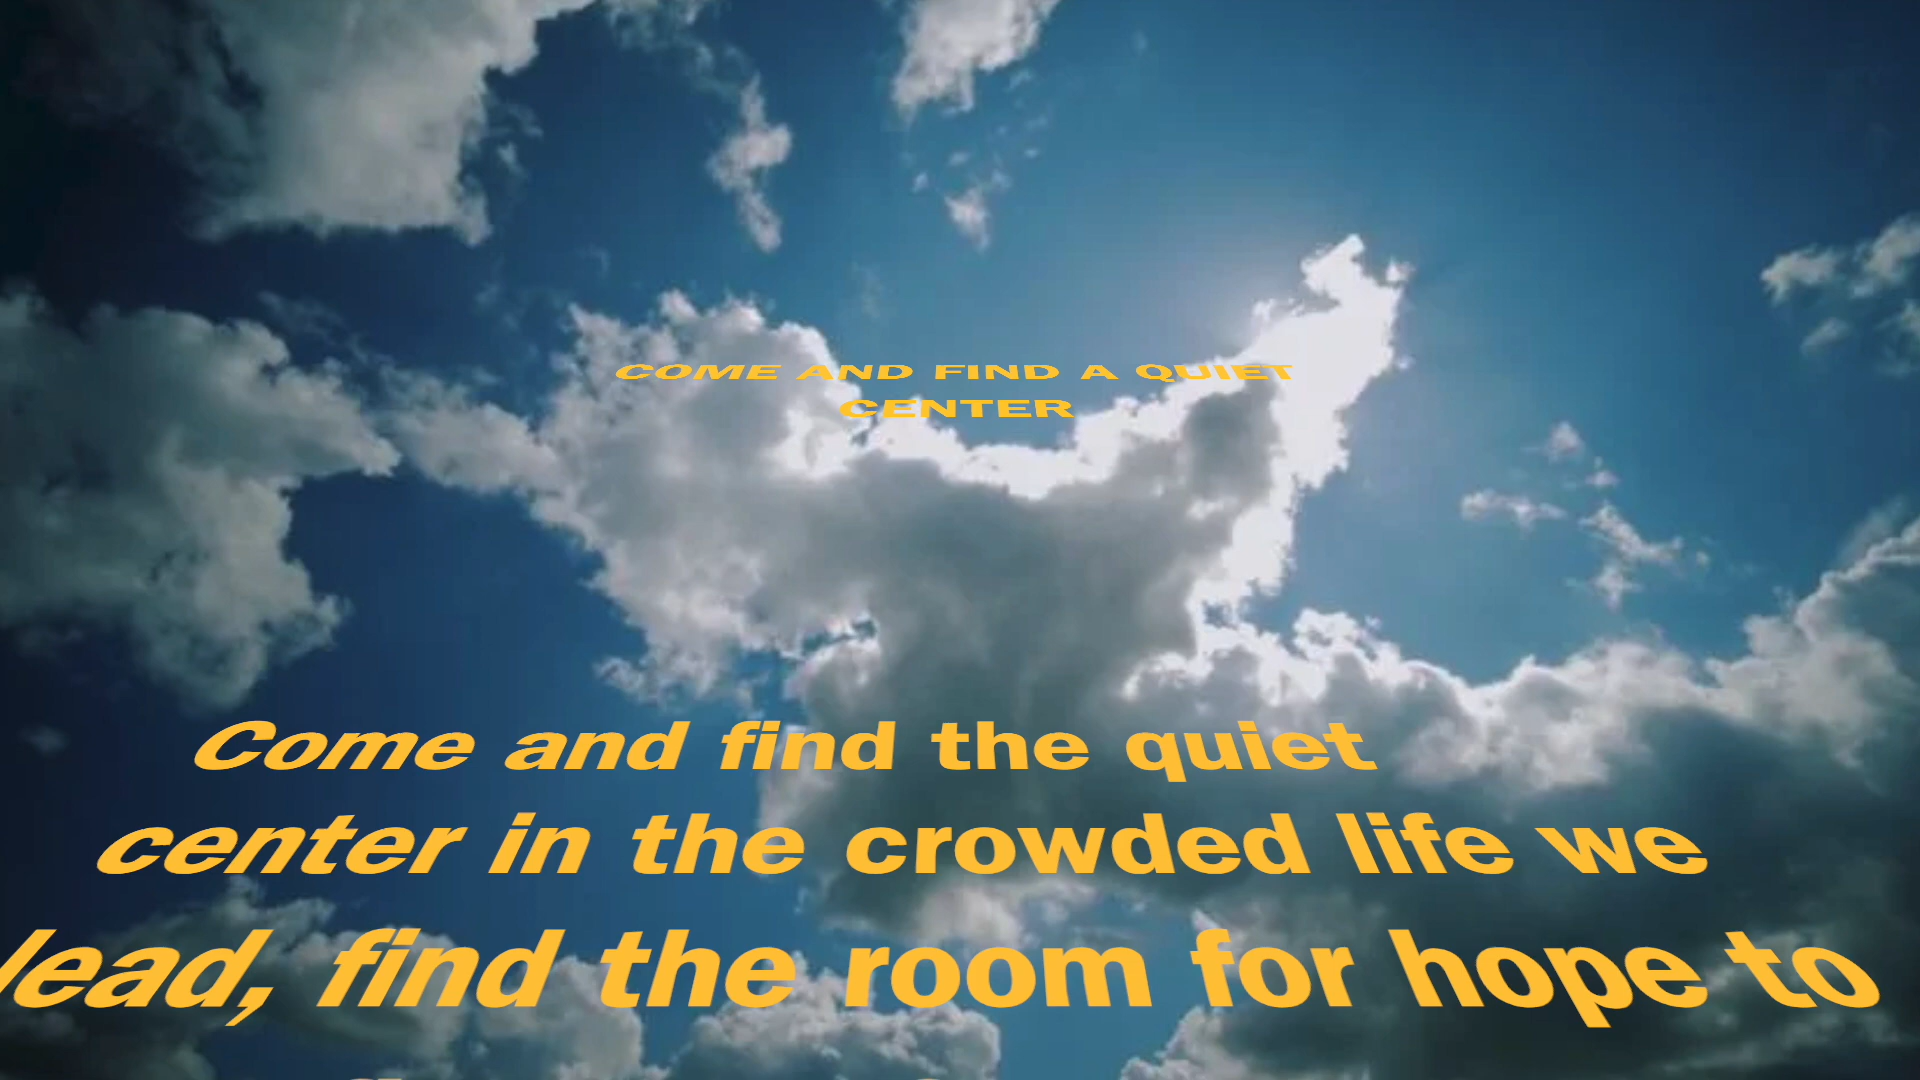 COME AND FIND A QUIET
CENTER
Come and find the quiet
center in the crowded life we
lead, find the room for hope to